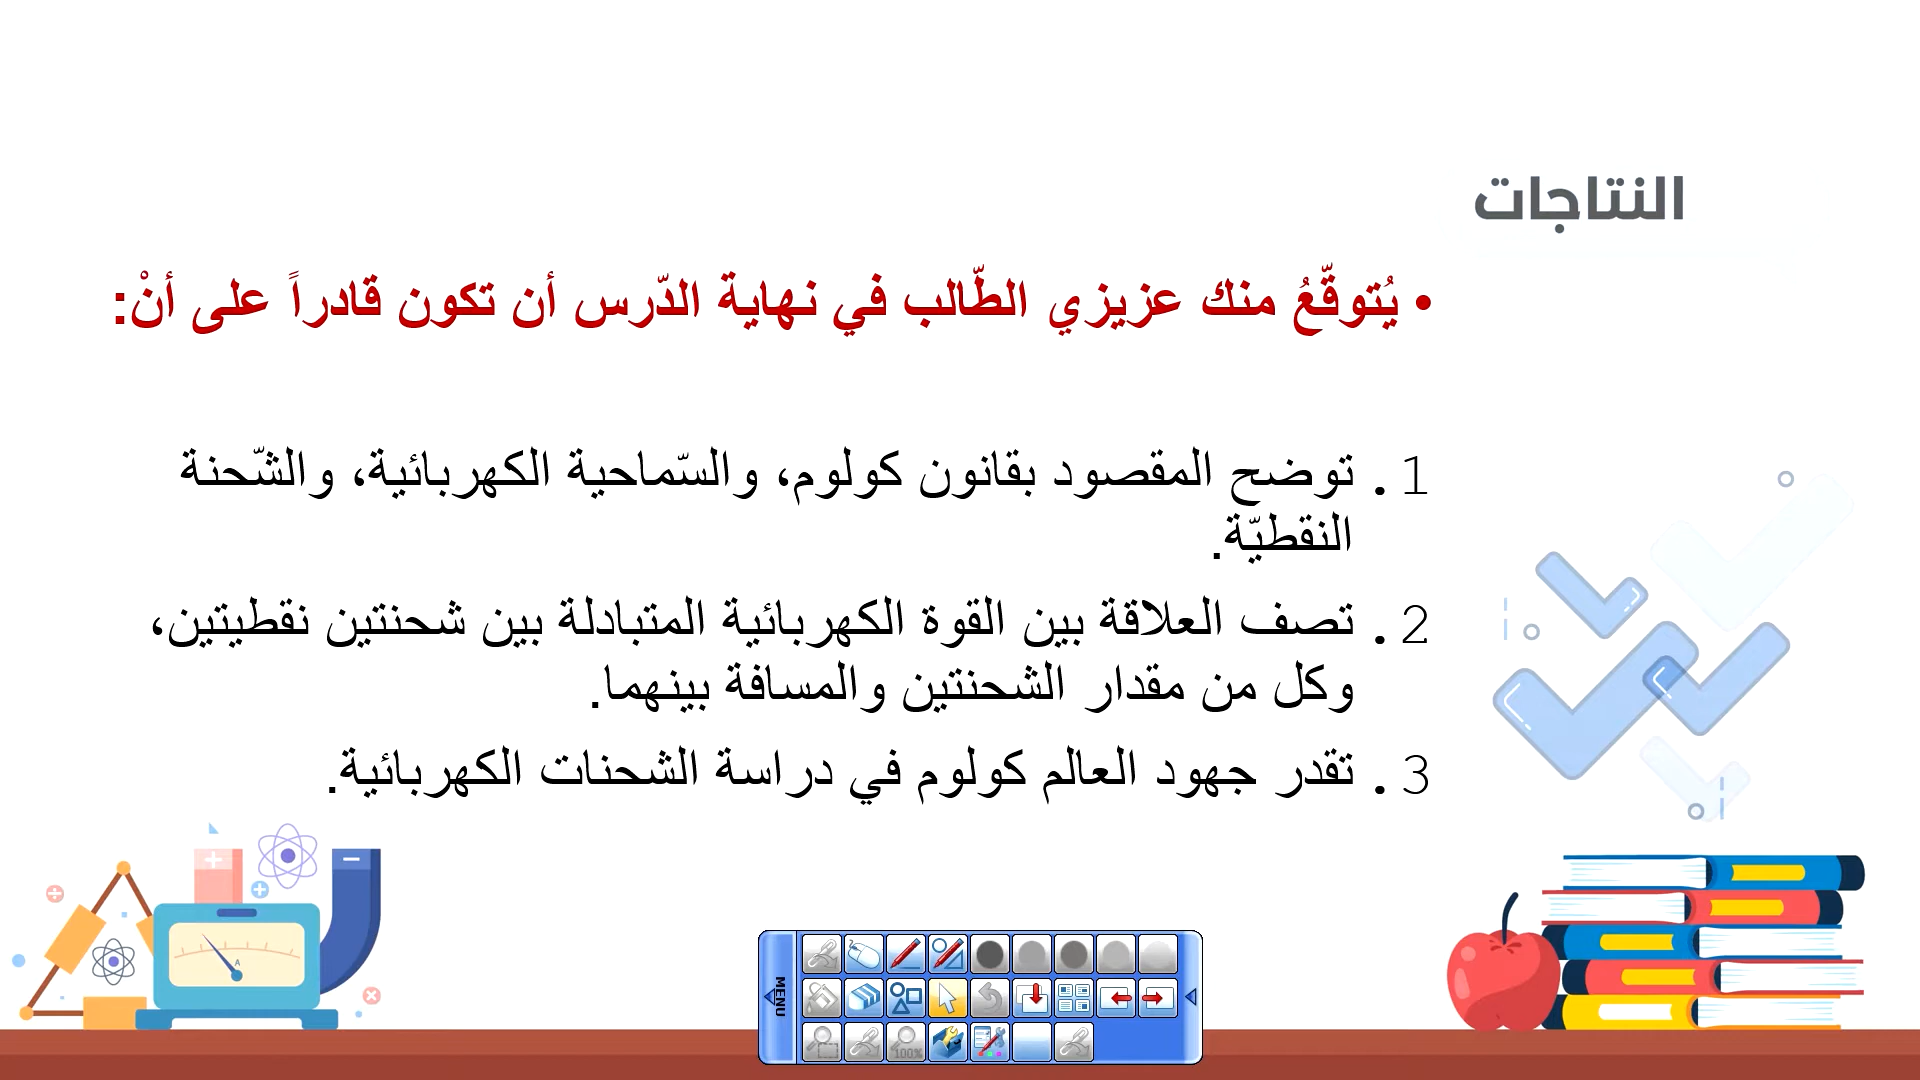 النتاجات
• يُتوقّعُ منك عزيزي الطّالب في نهاية الدّرس أن تكون قادراً على أنْ:
1. توضح المقصود بقانون كولوم، والسّماحية الكهربائية، والشّحنة
النقطيّة.
2. تصف العلاقة بين القوة الكهربائية المتبادلة بين شحنتين نقطيتين،
وكل من مقدار الشحنتين والمسافة بينهما.
3. تقدر جهود العالم كولوم في دراسة الشحنات الكهربائية.
A
MENU
100%